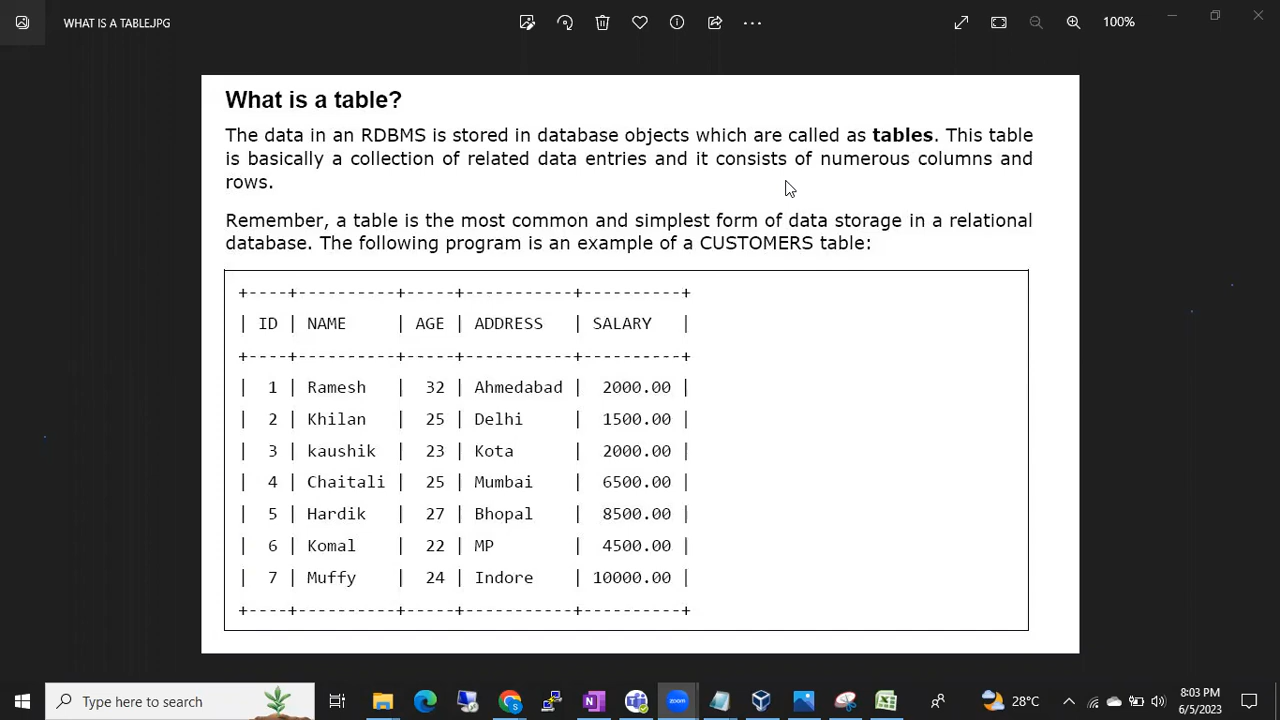 WHAT IS A TABLE.JPG
100%
What is a table?
The data in an RDBMS is stored in database objects which are called as tables. This table
is basically a collection of related data entries and it consists of numerous columns and
rows.
Remember, a table is the most common and simplest form of data storage in a relational
database. The following program is an example of a CUSTOMERS table:
+----+----------+-----+-----------+----------+
| ID | NAME     | AGE | ADDRESS   | SALARY   |
+----+----------+-----+-----------+----------+
|  1 | Ramesh   |  32 | Ahmedabad |  2000.00 |
|  2 | Khilan   |  25 | Delhi     |  1500.00 |
|  3 | kaushik  |  23 | Kota      |  2000.00 |
|  4 | Chaitali |  25 | Mumbai    |  6500.00 |
|  5 | Hardik   |  27 | Bhopal    |  8500.00 |
|  6 | Komal    |  22 | MP        |  4500.00 |
|  7 | Muffy    |  24 | Indore    | 10000.00 |
+----+----------+-----+-----------+----------+
Type here to search
zoom
28°C
8:03 PM
6/5/2023